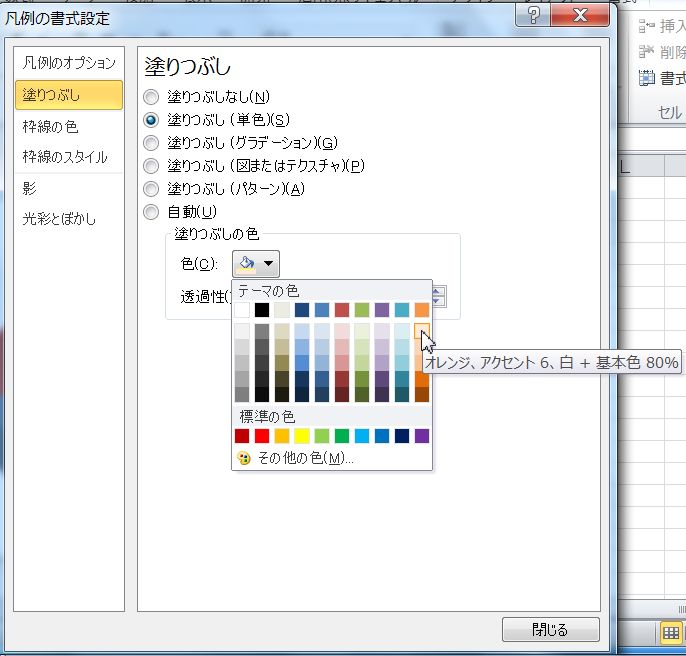 凡例の書式設定
凡例のオプション
塗りつぶし
枠線の色
枠線のスタイル
影
光彩とぼかし
塗りつぶし
塗りつぶしなし(N)
塗りつぶし (単色)(S)
塗りつぶし (グラデーション)(G)
塗りつぶし (図またはテクスチャ)(P)
塗りつぶし (パターン)(A)
自動(U)
塗りつぶしの色
色(C):
透過性(
テーマの色
オレンジ、アクセント 6、白 + 基本色 80%
標準の色
その他の色(M)...
閉じる
挿入
削除
書式
セル
L